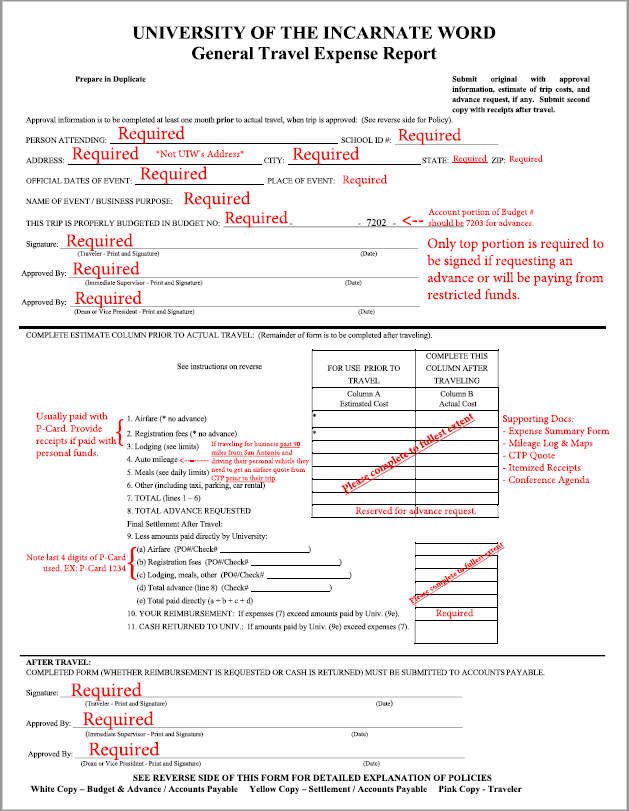 UNIVERSITY OF THE INCARNATE WORD
General Travel Expense Report
Prepare in Duplicate
Submit original with approval
information, estimate of trip costs, and
advance request, if any. Submit second
copy with receipts after travel.
Approval information is to be completed at least one month prior to actual travel, when trip is approved: (See reverse side for Policy).
PERSON ATTENDING: Required SCHOOL ID#: Required
ADDRESS: Required *Not UIW's Address* CITY: Required STATE: Required ZIP: Required
OFFICIAL DATES OF EVENT: Required PLACE OF EVENT: Required
NAME OF EVENT / BUSINESS PURPOSE: Required
THIS TRIP IS PROPERLY BUDGETED IN BUDGET NO: Required - - 7202 - <-- Account portion of Budget #
should be 7203 for advances.
Signature: Required
(Traveler - Print and Signature) (Date)
Approved By: Required
(Immediate Supervisor - Print and Signature) (Date)
Approved By: Required
(Dean or Vice President - Print and Signature) (Date)
Only top portion is required to
be signed if requesting an
advance or will be paying from
restricted funds.
COMPLETE ESTIMATE COLUMN PRIOR TO ACTUAL TRAVEL: (Remainder of form is to be completed after traveling).
See instructions on reverse
FOR USE PRIOR TO
TRAVEL
COMPLETE THIS
COLUMN AFTER
TRAVELING
Column A
Estimated Cost
Column B
Actual Cost
Usually paid with
P-Card. Provide
receipts if paid with
personal funds.
1. Airfare (* no advance) *
2. Registration fees (* no advance) *
3. Lodging (see limits)
4. Auto mileage <-------
5. Meals (see daily limits)
6. Other (including taxi, parking, car rental)
7. TOTAL (lines 1 – 6)
8. TOTAL ADVANCE REQUESTED Reserved for advance request.
If traveling for business past 50
miles from San Antonio and
driving their personal vehicle they
need to get an airfare quote from
CTP prior to their trip.
Please complete to fullest extent
Supporting Docs:
- Expense Summary Form
- Mileage Log & Maps
- CTP Quote
- Itemized Receipts
- Conference Agenda
Final Settlement After Travel:
9. Less amounts paid directly by University:
Note last 4 digits of P-Card
used. EX: P-Card 1234
(a) Airfare (PO#/Check# )
(b) Registration fees (PO#/Check# )
(c) Lodging, meals, other (PO#/Check# )
(d) Total advance (line 8) (Check# )
(e) Total paid directly (a + b + c + d)
Please complete to fullest extent
10. YOUR REIMBURSEMENT: If expenses (7) exceed amounts paid by Univ. (9e). Required
11. CASH RETURNED TO UNIV.: If amounts paid by Univ. (9e) exceed expenses (7).
AFTER TRAVEL:
COMPLETED FORM (WHETHER REIMBURSEMENT IS REQUESTED OR CASH IS RETURNED) MUST BE SUBMITTED TO ACCOUNTS PAYABLE.
Signature: Required
(Traveler - Print and Signature) (Date)
Approved By: Required
(Immediate Supervisor - Print and Signature) (Date)
Approved By: Required
(Dean or Vice President - Print and Signature) (Date)
SEE REVERSE SIDE OF THIS FORM FOR DETAILED EXPLANATION OF POLICIES
White Copy – Budget & Advance / Accounts Payable Yellow Copy – Settlement / Accounts Payable Pink Copy - Traveler